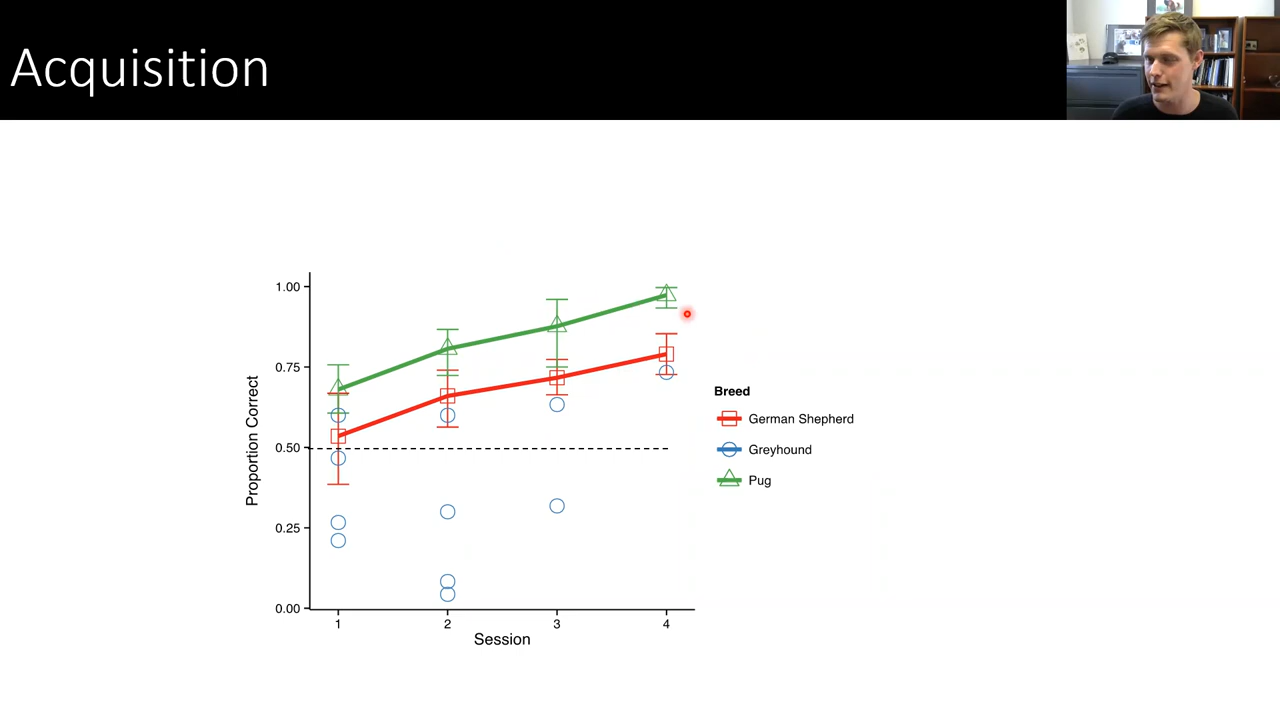 Acquisition
1.00
0.75
0.50
0.25
0.00
Proportion Correct
1 2 3 4
Session
Breed
German Shepherd
Greyhound
Pug